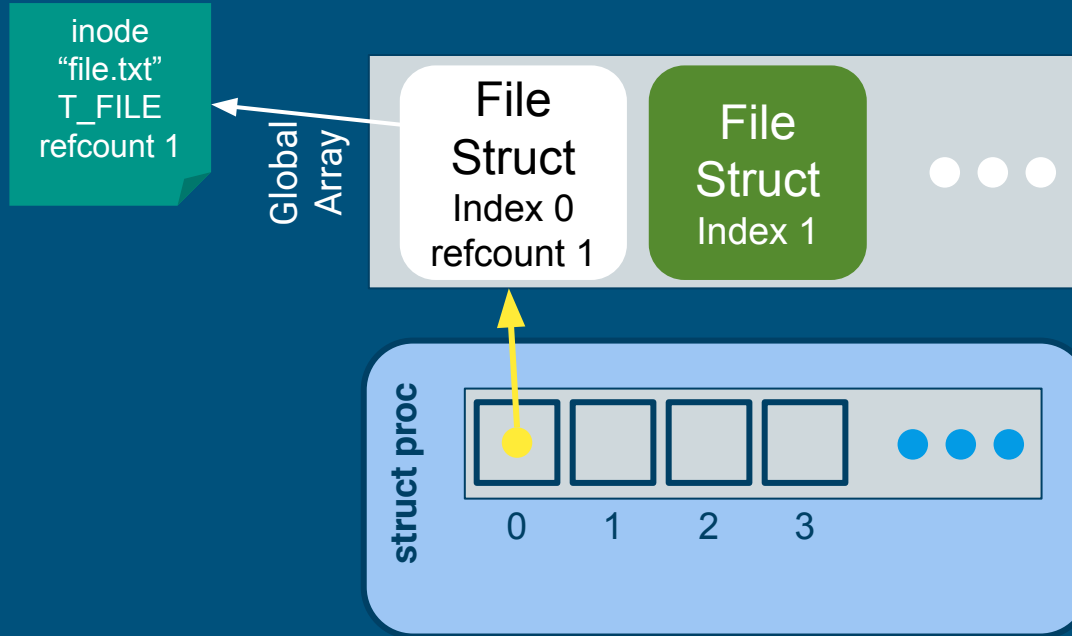 inode
“file.txt”
T_FILE
refcount 1
Global
Array
File
Struct
Index 0
refcount 1
File
Struct
Index 1
struct proc
0
1
2
3